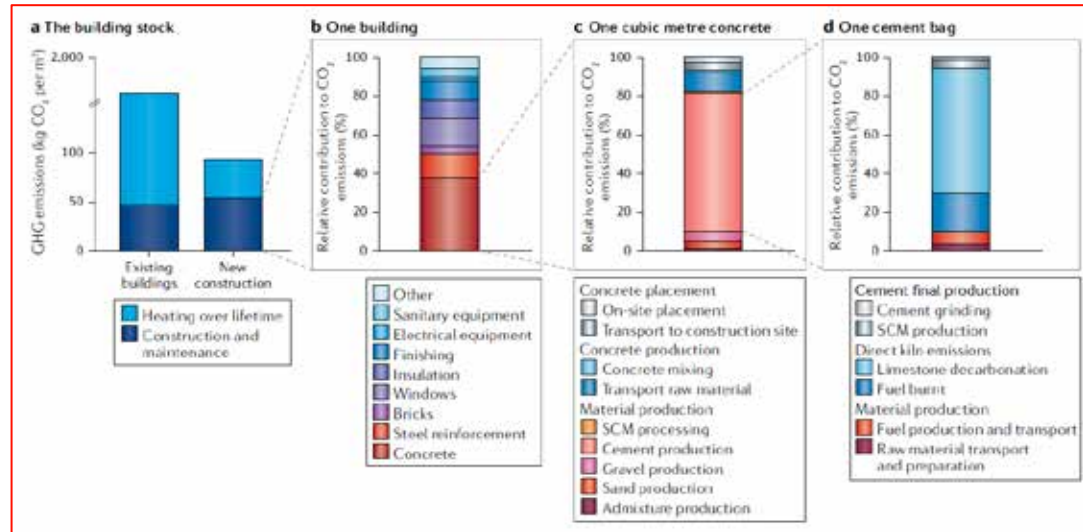 a The building stock
GHG emissions (kg CO2 per m2)
2,000
100
50
0
Existing buildings
New construction
Heating over lifetime
Construction and maintenance
b One building
Relative contribution to CO2 emissions (%)
100
80
60
40
20
0
Other
Sanitary equipment
Electrical equipment
Finishing
Insulation
Windows
Bricks
Steel reinforcement
Concrete
c One cubic metre concrete
Relative contribution to CO2 emissions (%)
100
80
60
40
20
0
Concrete placement
On-site placement
Transport to construction site
Concrete production
Concrete mixing
Transport raw material
Material production
SCM processing
Cement production
Gravel production
Sand production
Admixture production
d One cement bag
Relative contribution to CO2 emissions (%)
100
80
60
40
20
0
Cement final production
Cement grinding
SCM production
Direct kiln emissions
Limestone decarbonation
Fuel burnt
Material production
Fuel production and transport
Raw material transport
and preparation